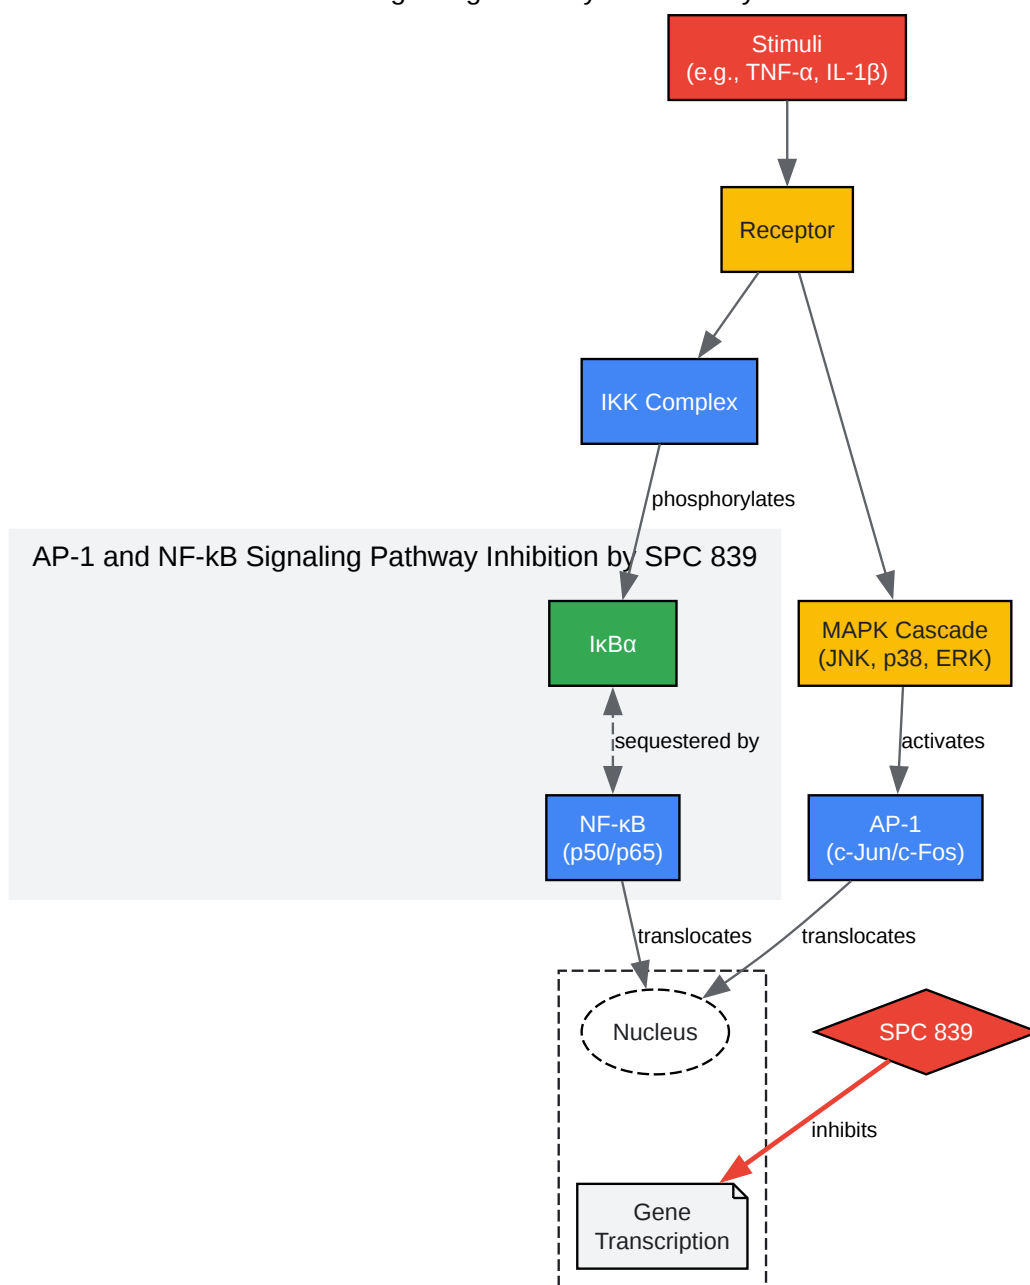 Stimuli
(e.g., TNF-α, IL-1β)
Receptor
IKK Complex
phosphorylates
AP-1 and NF-kB Signaling Pathway Inhibition by SPC 839
IκBα
MAPK Cascade
(JNK, p38, ERK)
sequestered by
activates
NF-κB
(p50/p65)
AP-1
(c-Jun/c-Fos)
translocates
translocates
Nucleus
SPC 839
inhibits
Gene
Transcription